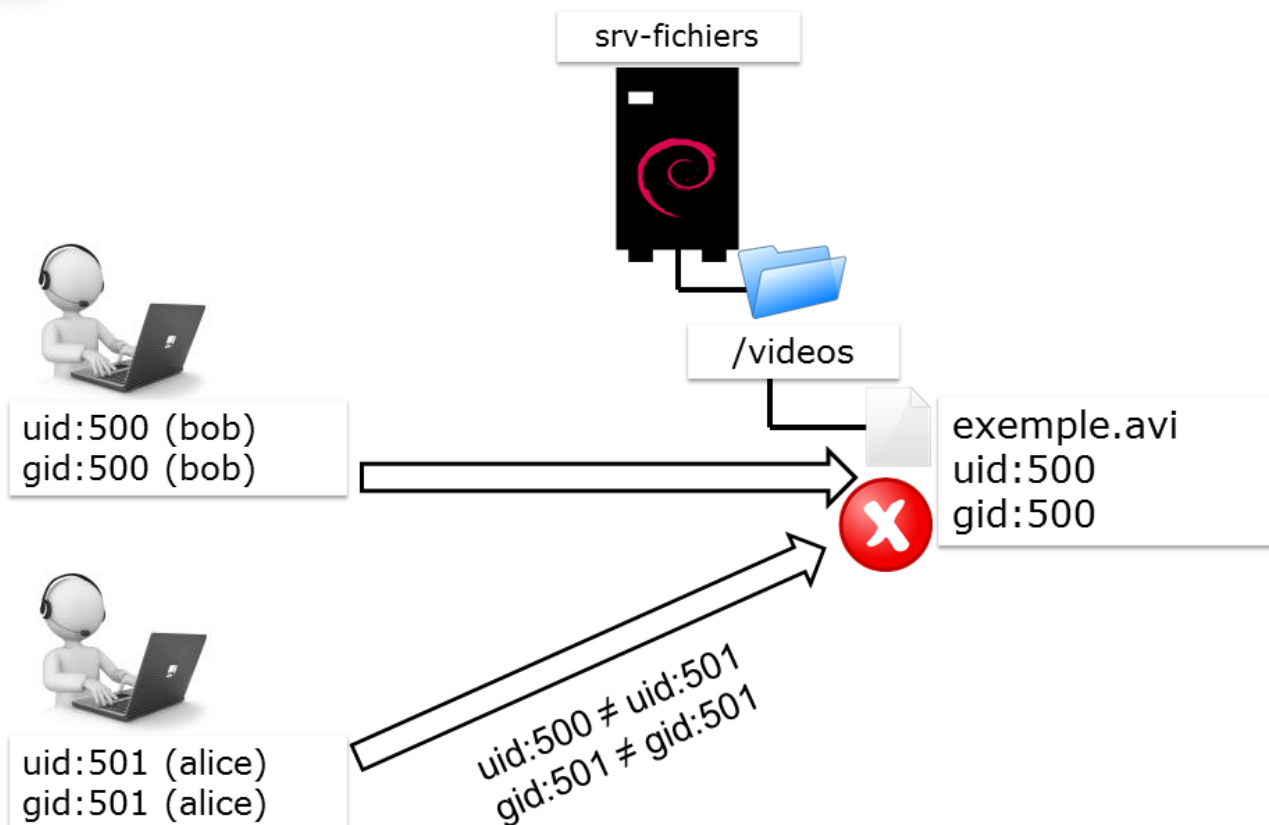 srv-fichiers
/videos
uid:500 (bob)
gid:500 (bob)
exemple.avi
uid:500
gid:500
uid:500 ≠ uid:501
gid:501 ≠ gid:501
uid:501 (alice)
gid:501 (alice)